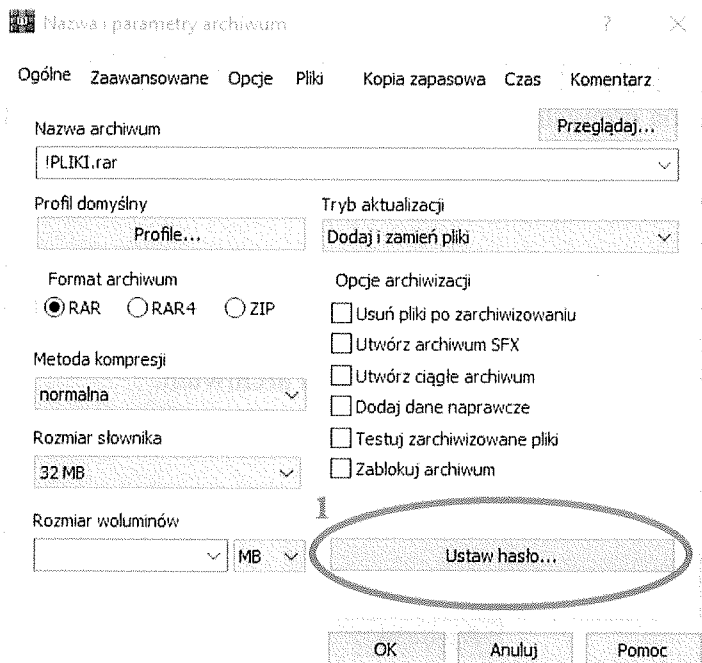 Nazwa i parametry archiwum
Ogólne Zaawansowane Opcje Pliki Kopia zapasowa Czas Komentarz
Nazwa archiwum
Przeglądaj...
!PLIKI.rar
Profil domyślny
Profile...
Tryb aktualizacji
Dodaj i zamień pliki
Format archiwum
RAR RAR4 ZIP
Metoda kompresji
normalna
Rozmiar słownika
32 MB
Rozmiar woluminów
MB
Opcje archiwizacji
Usuń pliki po zarchiwizowaniu
Utwórz archiwum SFX
Utwórz ciągłe archiwum
Dodaj dane naprawcze
Testuj zarchiwizowane pliki
Zablokuj archiwum
1
Ustaw hasło...
OK Anuluj Pomoc